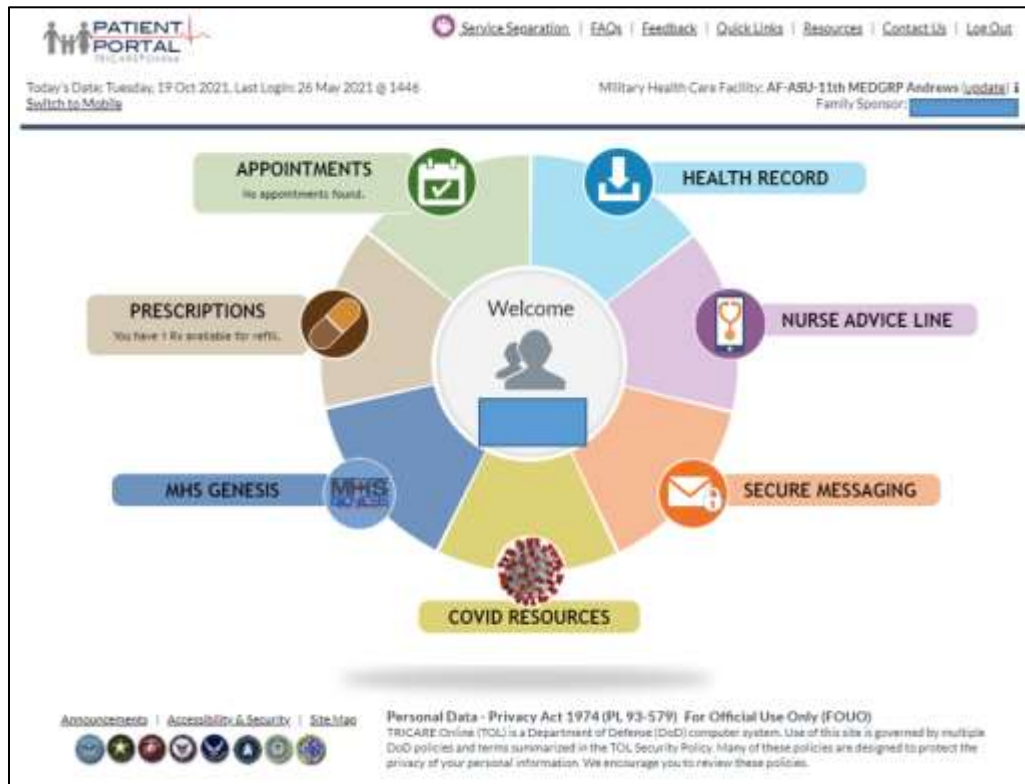 PATIENT
PORTAL
TRICARE Online
Service Separation | FAQs | Feedback | Quick Links | Resources | Contact Us | Log Out
Today's Date: Tuesday, 19 Oct 2021, Last Login: 26 May 2021 @ 1446
Switch to Mobile
Military Health Care Facility: AF-ASU-11th MEDGRP Andrews (update)
Family Sponsor:
APPOINTMENTS
No appointments found.
HEALTH RECORD
PRESCRIPTIONS
You have 1 Rx available for refill.
Welcome
NURSE ADVICE LINE
MHS GENESIS
MHS
GENESIS
SECURE MESSAGING
COVID RESOURCES
Announcements | Accessibility & Security | Site Map
Personal Data - Privacy Act 1974 (PL 93-579) For Official Use Only (FOUO)
TRICARE Online (TOL) is a Department of Defense (DoD) computer system. Use of this site is governed by multiple
DoD policies and terms summarized in the TOL Security Policy. Many of these policies are designed to protect the
privacy of your personal information. We encourage you to review these policies.